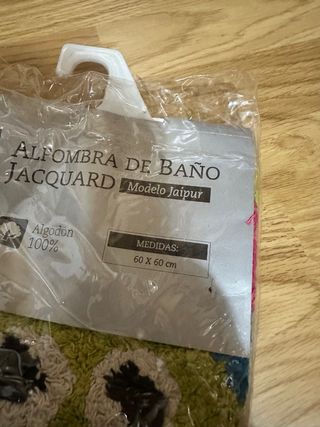 ALFOMBRA DE BAÑO
JACQUARD Modelo Jaipur
Algodón
100%
MEDIDAS:
60 X 60 cm